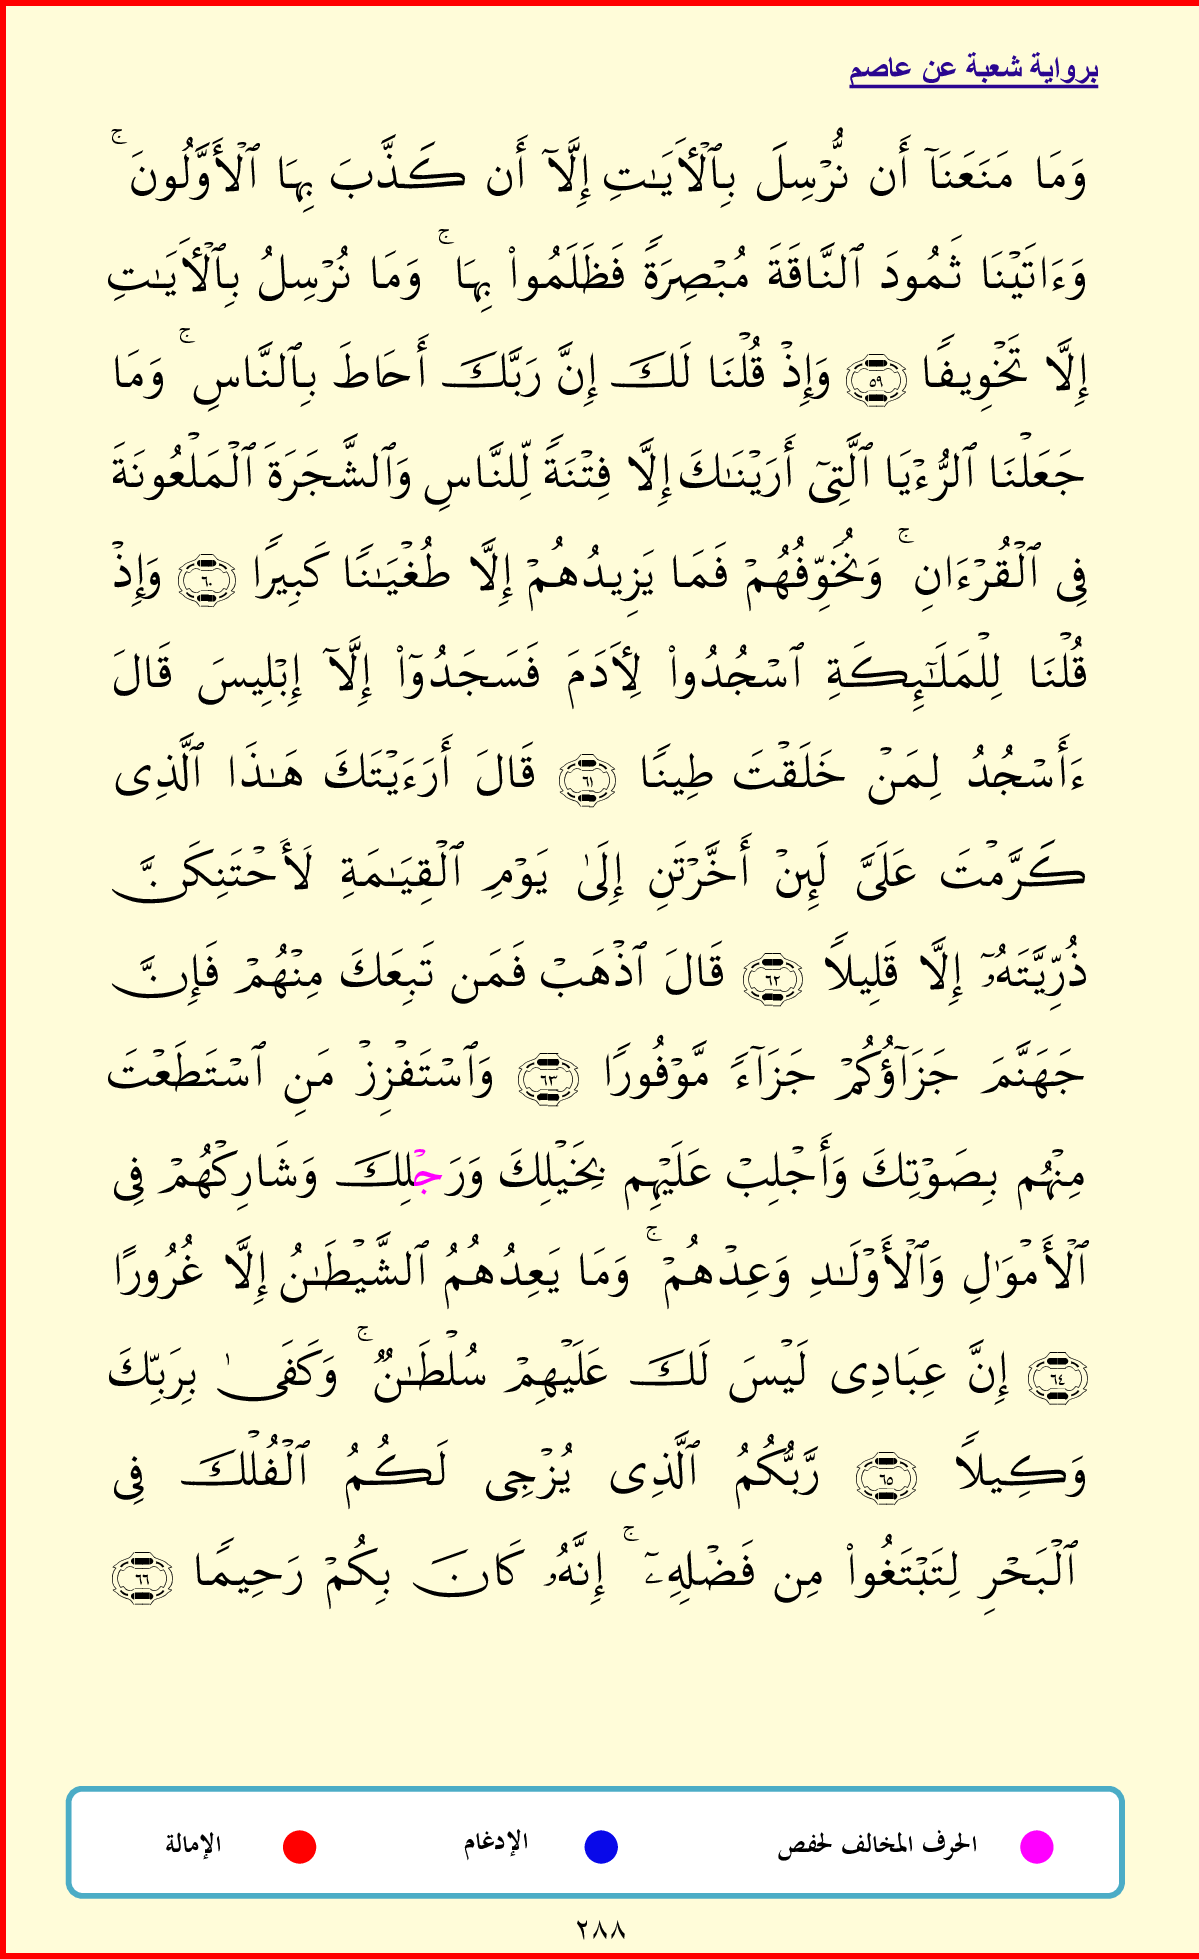 برواية شعبة عن عاصم
وَمَا مَنَعَنَآ أَن نُّرْسِلَ بِٱلْأَيَـٰتِ إِلَّآ أَن كَذَّبَ بِهَا ٱلْأَوَّلُونَ ۚ
وَءَاتَيْنَا ثَمُودَ ٱلنَّاقَةَ مُبْصِرَةً فَظَلَمُوا۟ بِهَا ۚ وَمَا نُرْسِلُ بِٱلْأَيَـٰتِ
إِلَّا تَخْوِيفًا ٥٩ وَإِذْ قُلْنَا لَكَ إِنَّ رَبَّكَ أَحَاطَ بِٱلنَّاسِ ۚ وَمَا
جَعَلْنَا ٱلرُّءْيَا ٱلَّتِىٓ أَرَيْنَـٰكَ إِلَّا فِتْنَةً لِّلنَّاسِ وَٱلشَّجَرَةَ ٱلْمَلْعُونَةَ
فِى ٱلْقُرْءَانِ ۚ وَنُخَوِّفُهُمْ فَمَا يَزِيدُهُمْ إِلَّا طُغْيَـٰنًا كَبِيرًا ٦٠ وَإِذْ
قُلْنَا لِلْمَلَـٰٓئِكَةِ ٱسْجُدُوا۟ لِأَدَمَ فَسَجَدُوٓا۟ إِلَّآ إِبْلِيسَ قَالَ
ءَأَسْجُدُ لِمَنْ خَلَقْتَ طِينًا ٦١ قَالَ أَرَءَيْتَكَ هَـٰذَا ٱلَّذِى
كَرَّمْتَ عَلَىَّ لَئِنْ أَخَّرْتَنِ إِلَىٰ يَوْمِ ٱلْقِيَـٰمَةِ لَأَحْتَنِكَنَّ
ذُرِّيَّتَهُۥٓ إِلَّا قَلِيلًا ٦٢ قَالَ ٱذْهَبْ فَمَن تَبِعَكَ مِنْهُمْ فَإِنَّ
جَهَنَّمَ جَزَآؤُكُمْ جَزَآءً مَّوْفُورًا ٦٣ وَٱسْتَفْزِزْ مَنِ ٱسْتَطَعْتَ
مِنْهُم بِصَوْتِكَ وَأَجْلِبْ عَلَيْهِم بِخَيْلِكَ وَرَجْلِكَ وَشَارِكْهُمْ فِى
ٱلْأَمْوَٰلِ وَٱلْأَوْلَـٰدِ وَعِدْهُمْ ۚ وَمَا يَعِدُهُمُ ٱلشَّيْطَـٰنُ إِلَّا غُرُورًا
٦٤ إِنَّ عِبَادِى لَيْسَ لَكَ عَلَيْهِمْ سُلْطَـٰنٌ ۚ وَكَفَىٰ بِرَبِّكَ
وَكِيلًا ٦٥ رَّبُّكُمُ ٱلَّذِى يُزْجِى لَكُمُ ٱلْفُلْكَ فِى
ٱلْبَحْرِ لِتَبْتَغُوا۟ مِن فَضْلِهِۦٓ ۚ إِنَّهُۥ كَانَ بِكُمْ رَحِيمًا ٦٦
الحرف المخالف لحفص الإدغام الإمالة
٢٨٨